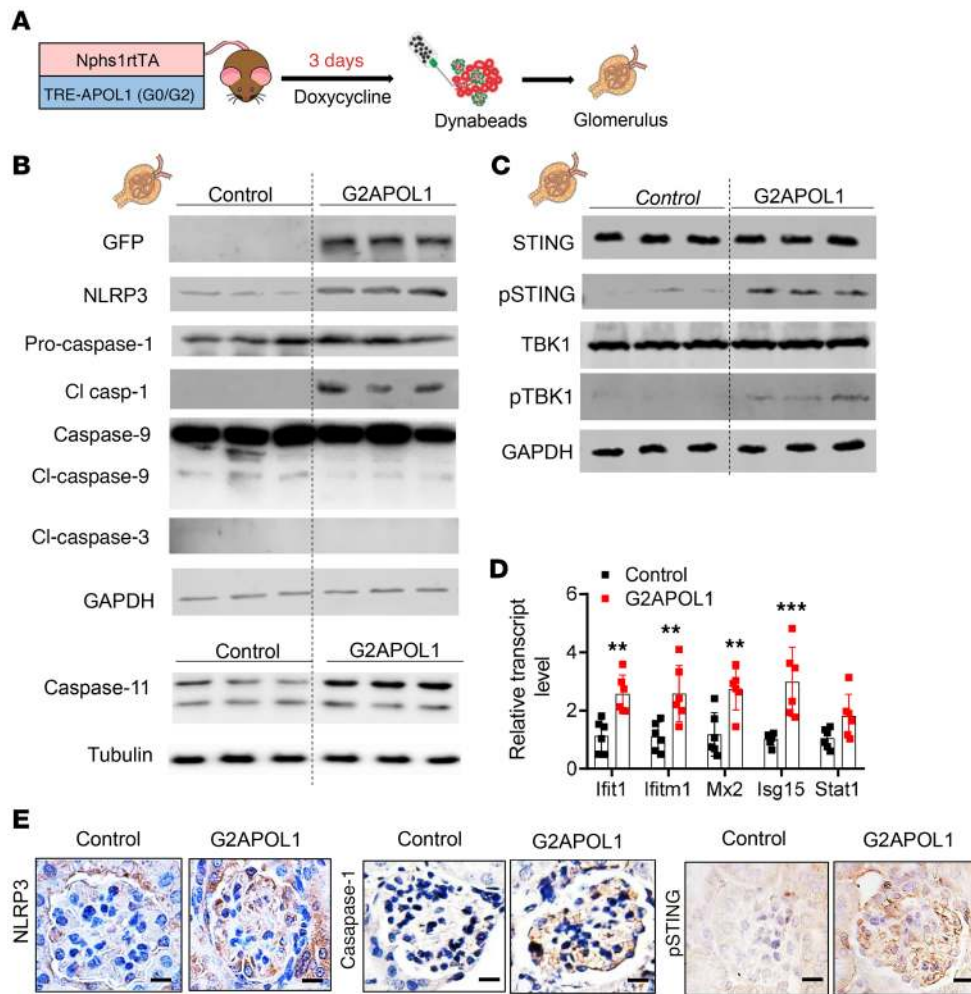 A
Nphs1rtTA
TRE-APOL1 (G0/G2)
3 days
Doxycycline
Dynabeads
Glomerulus
B
Control
G2APOL1
GFP
NLRP3
Pro-caspase-1
Cl casp-1
Caspase-9
Cl-caspase-9
Cl-caspase-3
GAPDH
Control
G2APOL1
Caspase-11
Tubulin
C
Control
G2APOL1
STING
pSTING
TBK1
pTBK1
GAPDH
D
Control
G2APOL1
Relative transcript
level
6
4
2
0
**
**
**
***
Ifit1
Ifitm1
Mx2
Isg15
Stat1
E
Control
G2APOL1
NLRP3
Control
G2APOL1
Casapase-1
Control
G2APOL1
pSTING